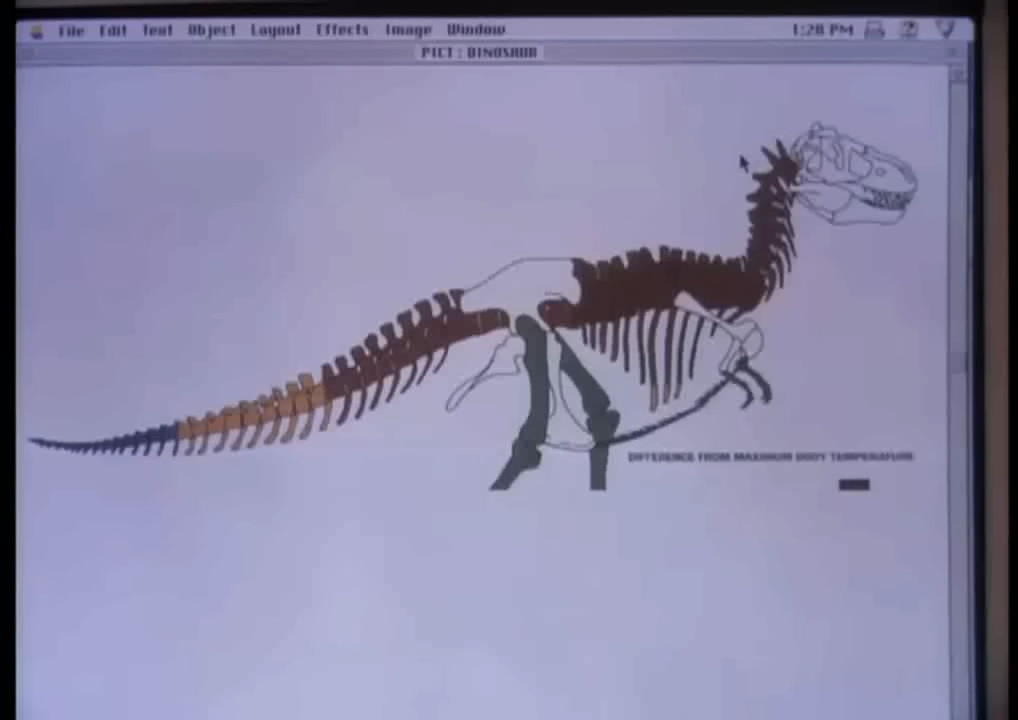 File Edit Text Object Layout Effects Image Window 1:28 PM
PICT : DINOSAUR
DIFFERENCE FROM MAXIMUM BODY TEMPERATURE